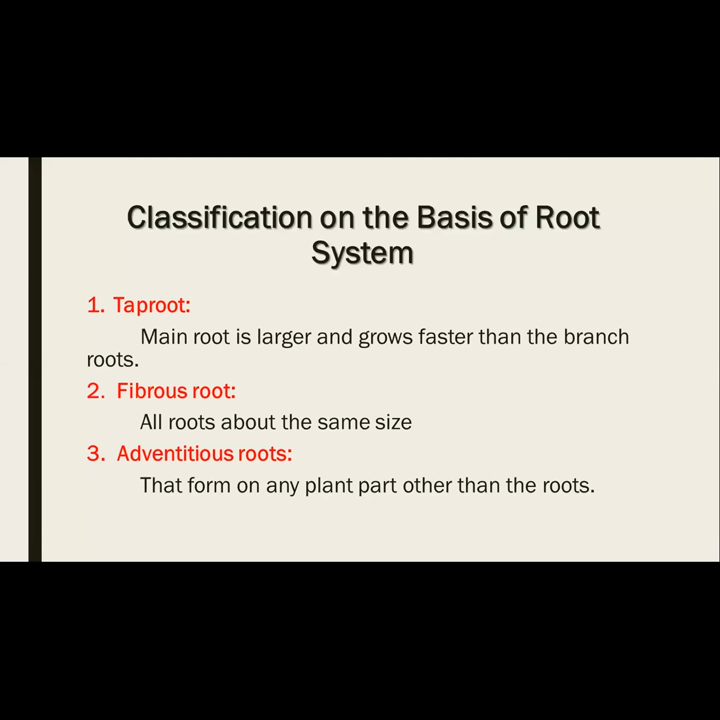 Classification on the Basis of Root
System
1. Taproot:
Main root is larger and grows faster than the branch
roots.
2. Fibrous root:
All roots about the same size
3. Adventitious roots:
That form on any plant part other than the roots.